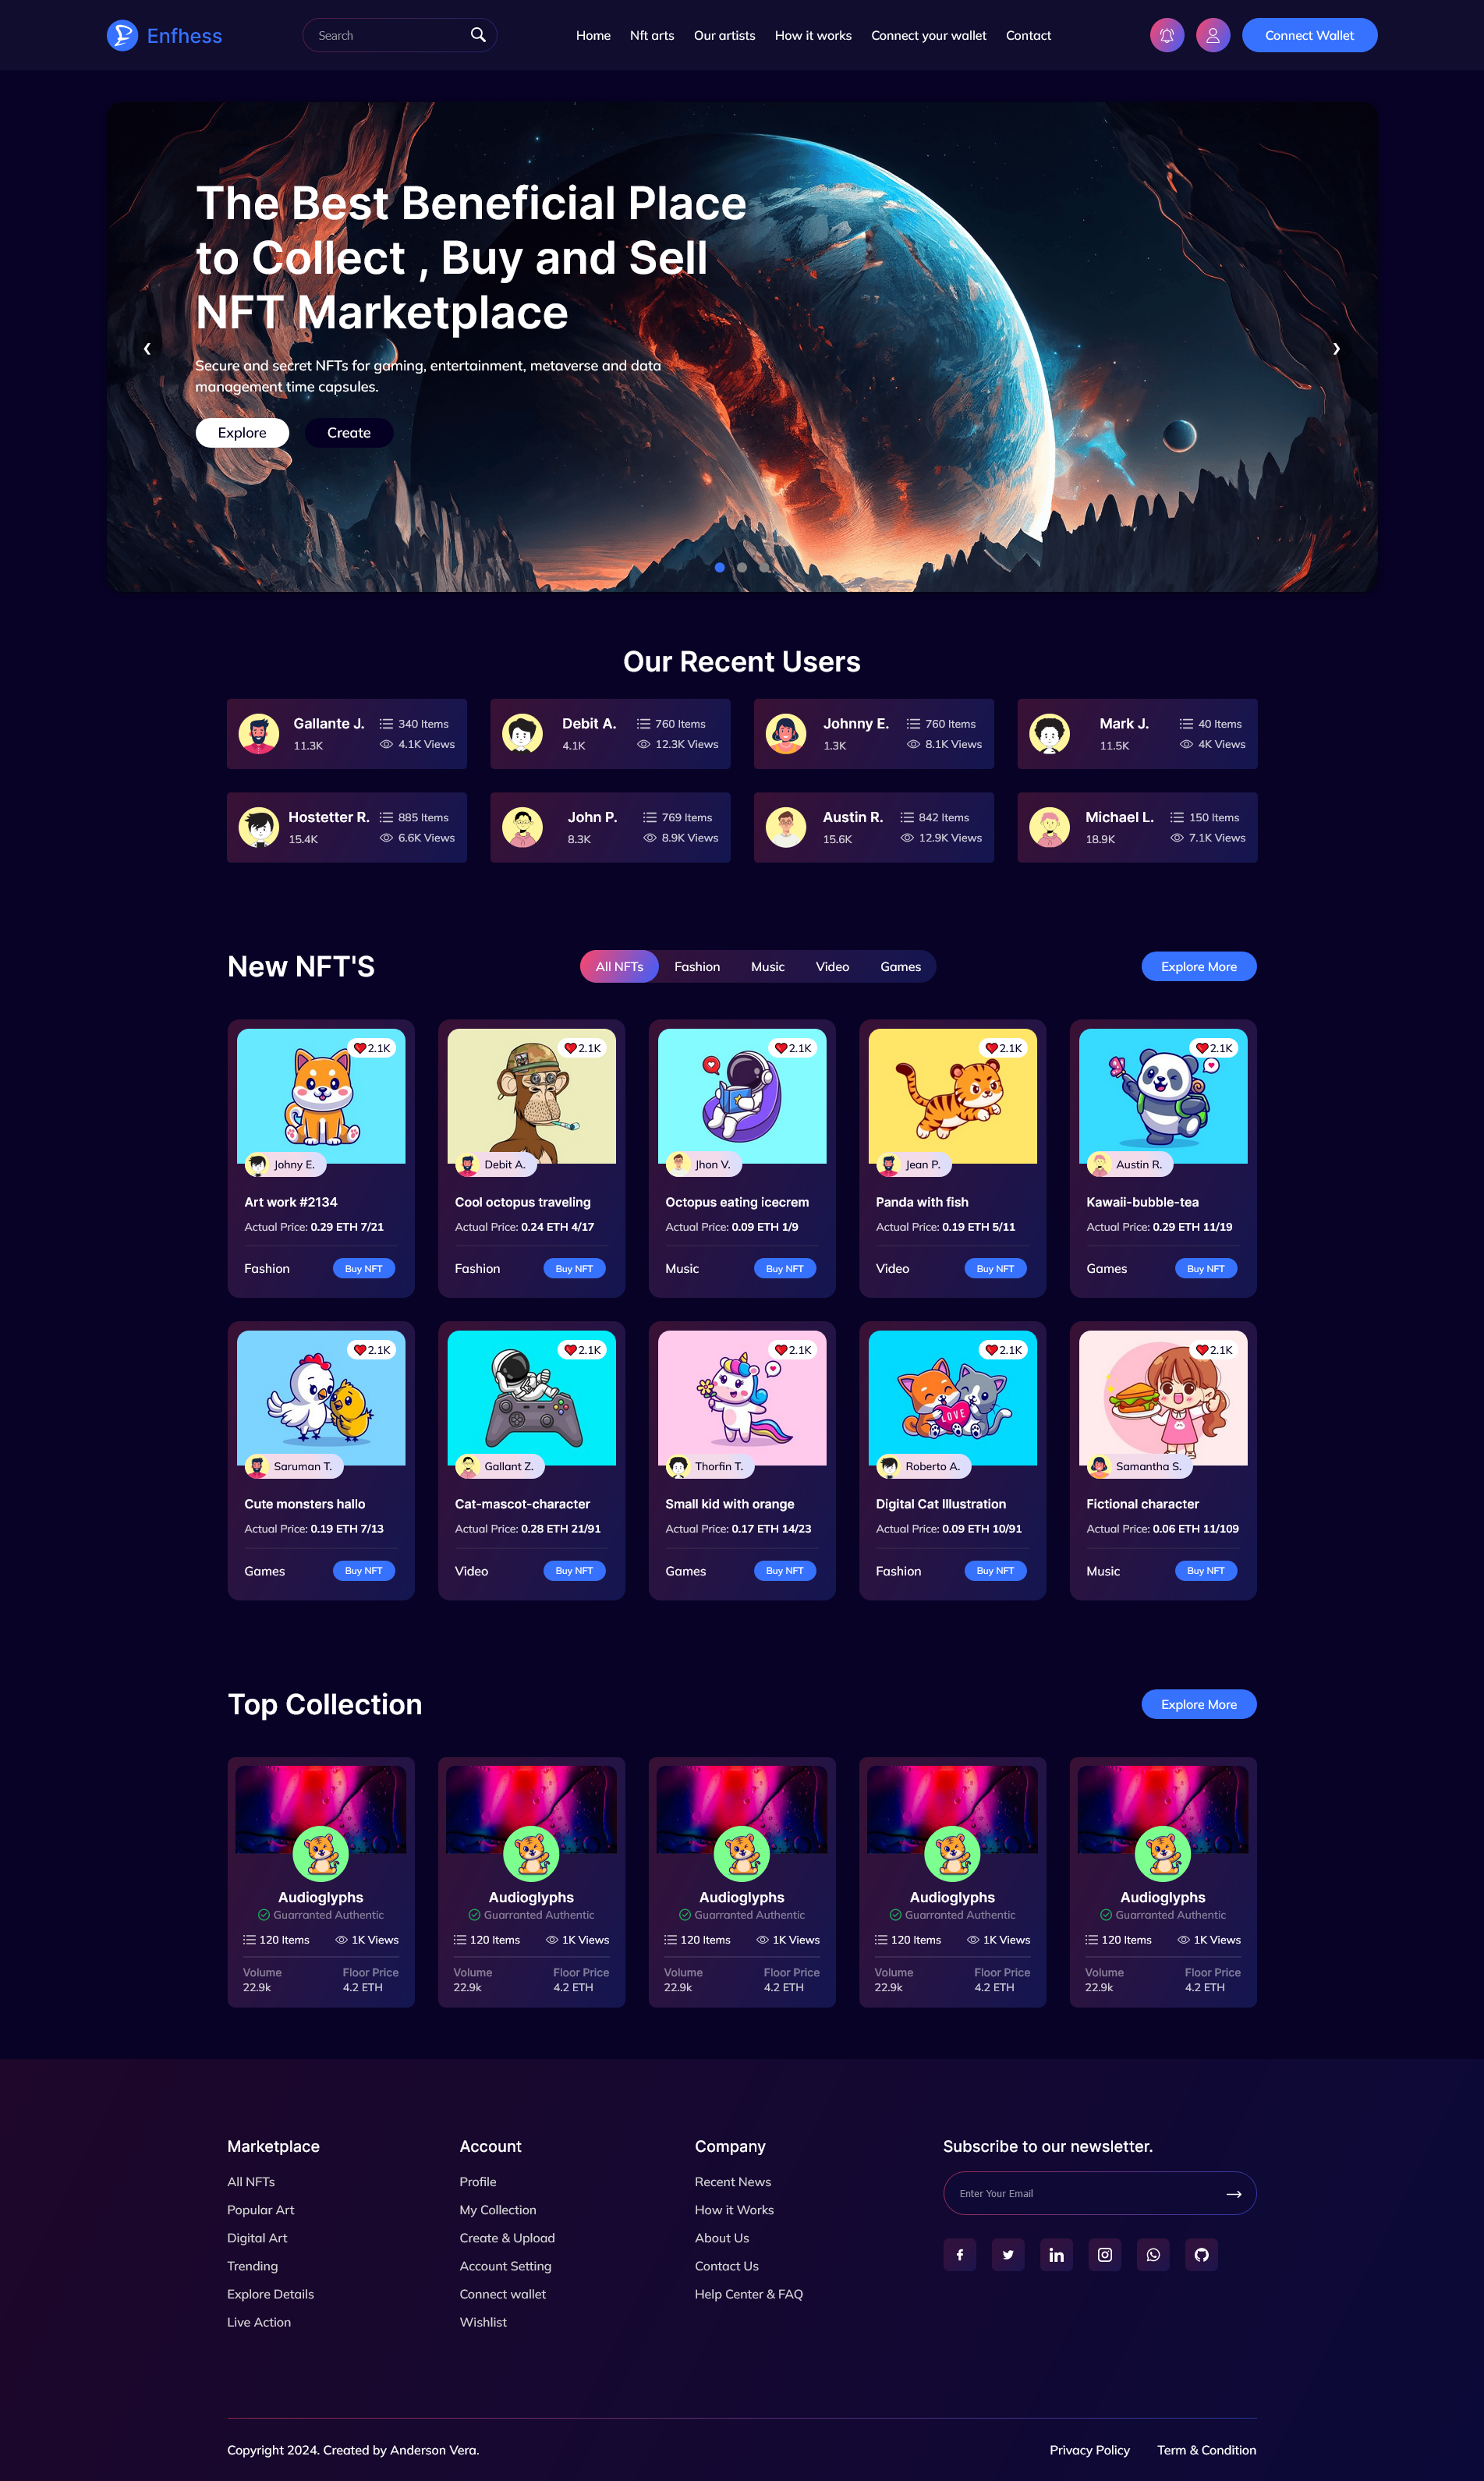 Enfhess
Search
Home Nft arts Our artists How it works Connect your wallet Contact
Connect Wallet
The Best Beneficial Place
to Collect , Buy and Sell
NFT Marketplace
Secure and secret NFTs for gaming, entertainment, metaverse and data
management time capsules.
Explore Create
Our Recent Users
Gallante J. 340 Items
11.3K 4.1K Views
Debit A. 760 Items
4.1K 12.3K Views
Johnny E. 760 Items
1.3K 8.1K Views
Mark J. 40 Items
11.5K 4K Views
Hostetter R. 885 Items
15.4K 6.6K Views
John P. 769 Items
8.3K 8.9K Views
Austin R. 842 Items
15.6K 12.9K Views
Michael L. 150 Items
18.9K 7.1K Views
New NFT'S
All NFTs Fashion Music Video Games
Explore More
2.1K
Johny E.
Art work #2134
Actual Price: 0.29 ETH 7/21
Fashion Buy NFT
2.1K
Debit A.
Cool octopus traveling
Actual Price: 0.24 ETH 4/17
Fashion Buy NFT
2.1K
Jhon V.
Octopus eating icecrem
Actual Price: 0.09 ETH 1/9
Music Buy NFT
2.1K
Jean P.
Panda with fish
Actual Price: 0.19 ETH 5/11
Video Buy NFT
2.1K
Austin R.
Kawaii-bubble-tea
Actual Price: 0.29 ETH 11/19
Games Buy NFT
2.1K
Saruman T.
Cute monsters hallo
Actual Price: 0.19 ETH 7/13
Games Buy NFT
2.1K
Gallant Z.
Cat-mascot-character
Actual Price: 0.28 ETH 21/91
Video Buy NFT
2.1K
Thorfin T.
Small kid with orange
Actual Price: 0.17 ETH 14/23
Games Buy NFT
2.1K
LOVE
Roberto A.
Digital Cat Illustration
Actual Price: 0.09 ETH 10/91
Fashion Buy NFT
2.1K
Samantha S.
Fictional character
Actual Price: 0.06 ETH 11/109
Music Buy NFT
Top Collection
Explore More
Audioglyphs
Guarranted Authentic
120 Items 1K Views
Volume Floor Price
22.9k 4.2 ETH
Audioglyphs
Guarranted Authentic
120 Items 1K Views
Volume Floor Price
22.9k 4.2 ETH
Audioglyphs
Guarranted Authentic
120 Items 1K Views
Volume Floor Price
22.9k 4.2 ETH
Audioglyphs
Guarranted Authentic
120 Items 1K Views
Volume Floor Price
22.9k 4.2 ETH
Audioglyphs
Guarranted Authentic
120 Items 1K Views
Volume Floor Price
22.9k 4.2 ETH
Marketplace
All NFTs
Popular Art
Digital Art
Trending
Explore Details
Live Action
Account
Profile
My Collection
Create & Upload
Account Setting
Connect wallet
Wishlist
Company
Recent News
How it Works
About Us
Contact Us
Help Center & FAQ
Subscribe to our newsletter.
Enter Your Email
Copyright 2024. Created by Anderson Vera.
Privacy Policy Term & Condition